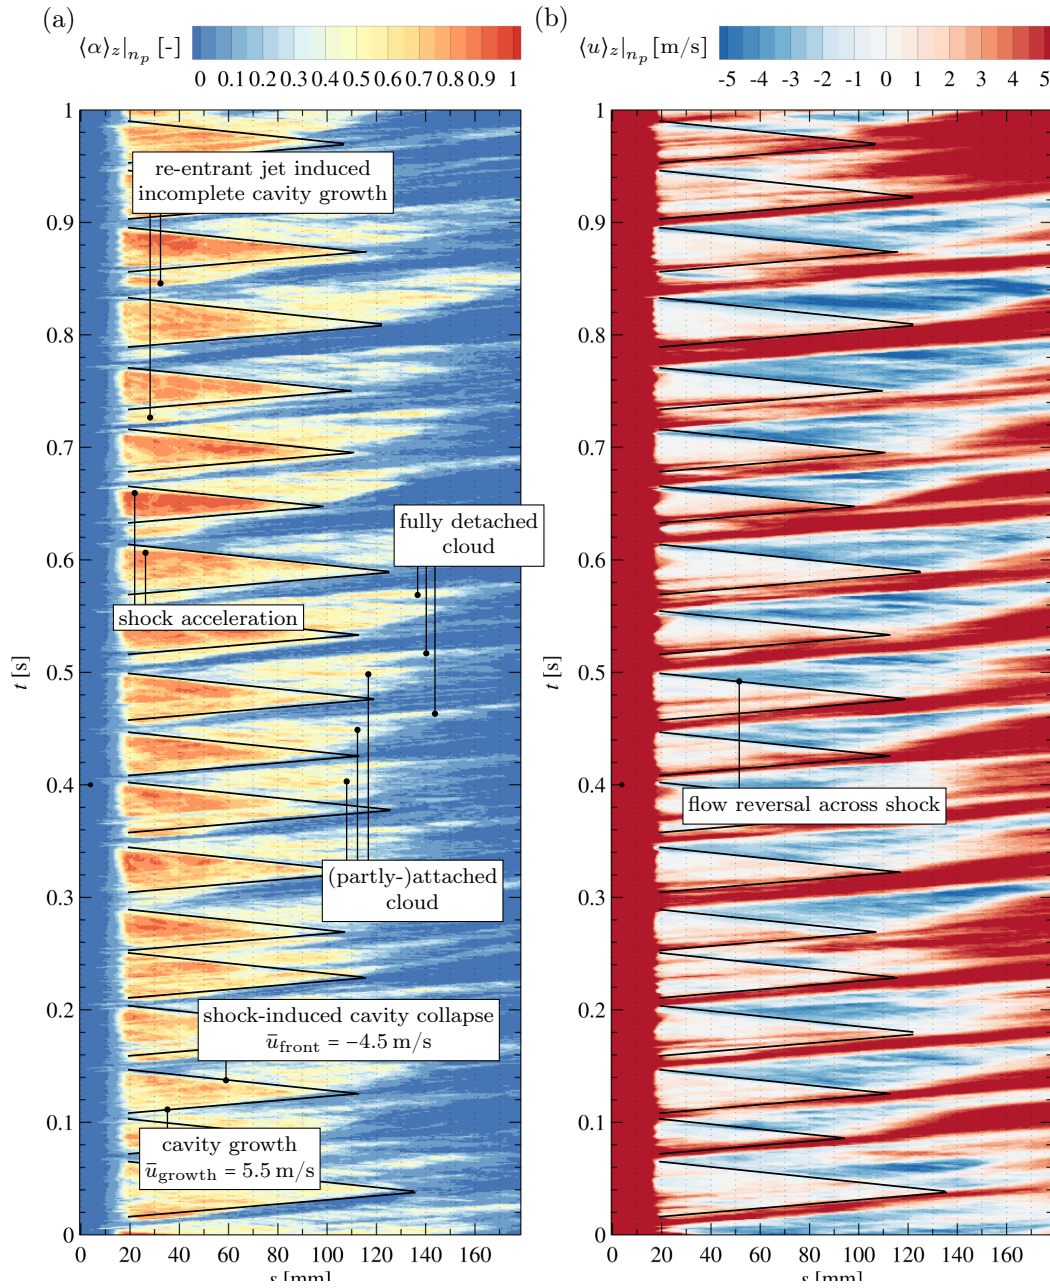 (a)
⟨α⟩z|np [-]
0 0.1 0.2 0.3 0.4 0.5 0.6 0.7 0.8 0.9 1
(b)
⟨u⟩z|np [m/s]
-5 -4 -3 -2 -1 0 1 2 3 4 5
1
0.9
0.8
0.7
0.6
0.5
0.4
0.3
0.2
0.1
0
t [s]
re-entrant jet induced
incomplete cavity growth
fully detached
cloud
shock acceleration
(partly-)attached
cloud
shock-induced cavity collapse
ūfront = −4.5 m/s
cavity growth
ūgrowth = 5.5 m/s
0 20 40 60 80 100 120 140 160
s [mm]
1
0.9
0.8
0.7
0.6
0.5
0.4
0.3
0.2
0.1
0
t [s]
flow reversal across shock
0 20 40 60 80 100 120 140 160
s [mm]